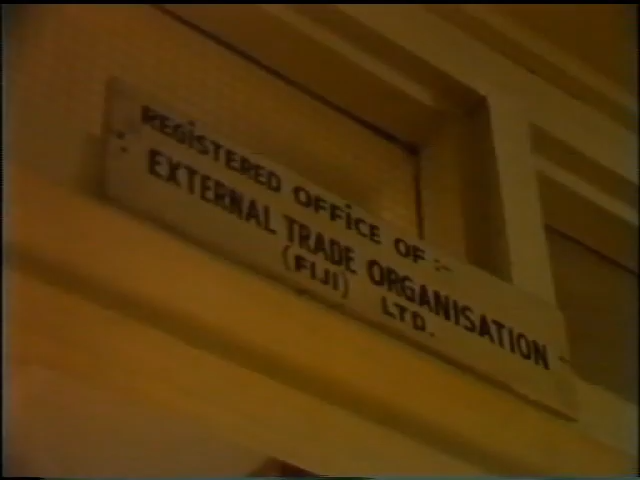 REGISTERED OFFICE OF :-
EXTERNAL TRADE ORGANISATION
(FIJI) LTD.